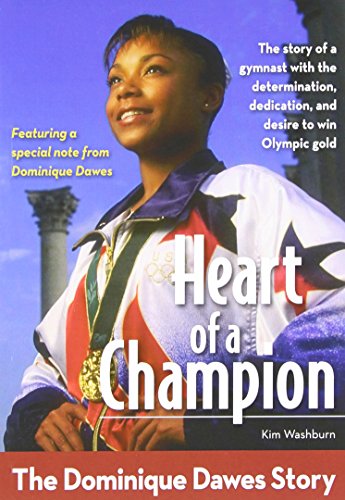 The story of a
gymnast with the
determination,
dedication, and
desire to win
Olympic gold
Featuring a
special note from
Dominique Dawes
USA
Heart
of a
Champion
Kim Washburn
The Dominique Dawes Story